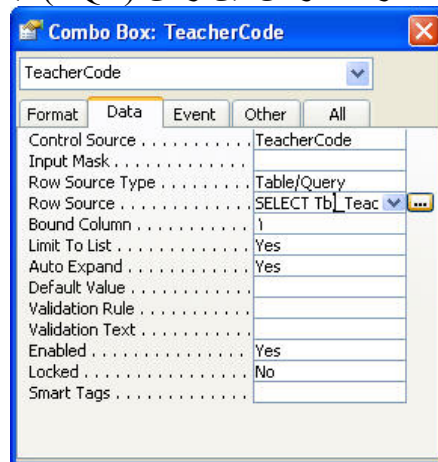 Combo Box: TeacherCode
TeacherCode
Format Data Event Other All
Control Source . . . . . . . . . . . TeacherCode
Input Mask . . . . . . . . . . . . .
Row Source Type . . . . . . . . . Table/Query
Row Source . . . . . . . . . . . . . SELECT Tbl_Teac ...
Bound Column . . . . . . . . . . . 1
Limit To List . . . . . . . . . . . . Yes
Auto Expand . . . . . . . . . . . . Yes
Default Value . . . . . . . . . . . .
Validation Rule . . . . . . . . . . .
Validation Text . . . . . . . . . . .
Enabled . . . . . . . . . . . . . . . Yes
Locked . . . . . . . . . . . . . . . . No
Smart Tags . . . . . . . . . . . . .